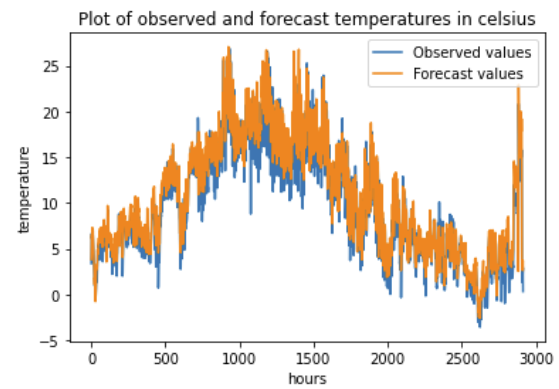 Plot of observed and forecast temperatures in celsius
Observed values
Forecast values
25
20
15
10
5
0
−5
temperature
0 500 1000 1500 2000 2500 3000
hours